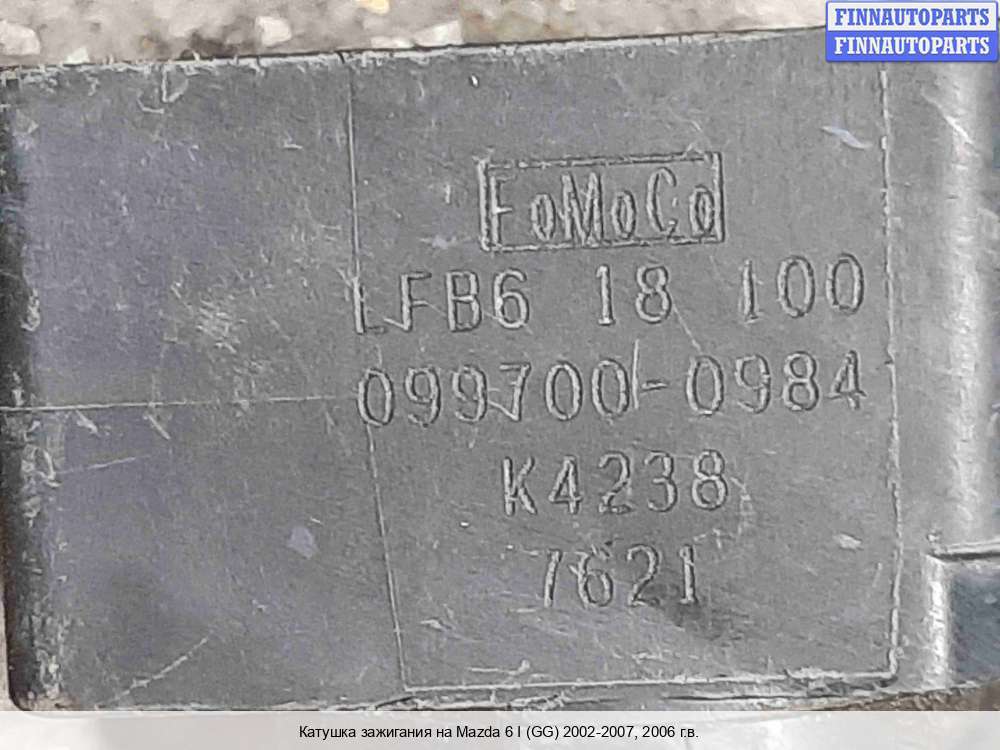 FINNAUTOPARTS
FINNAUTOPARTS
FoMoCo
LFB6 18 100
099700-0984
K4238
7621
Катушка зажигания на Mazda 6 I (GG) 2002-2007, 2006 г.в.